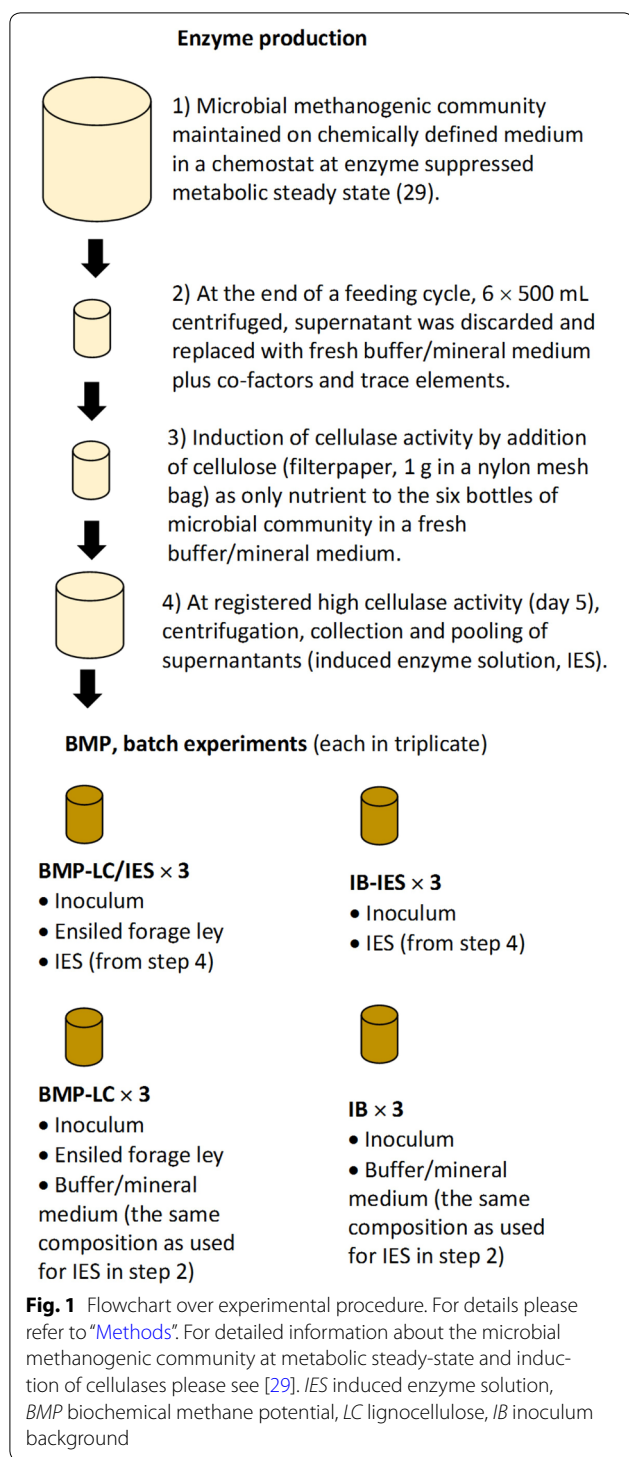 Enzyme production
1) Microbial methanogenic community
maintained on chemically defined medium
in a chemostat at enzyme suppressed
metabolic steady state (29).
2) At the end of a feeding cycle, 6 × 500 mL
centrifuged, supernatant was discarded and
replaced with fresh buffer/mineral medium
plus co-factors and trace elements.
3) Induction of cellulase activity by addition
of cellulose (filterpaper, 1 g in a nylon mesh
bag) as only nutrient to the six bottles of
microbial community in a fresh
buffer/mineral medium.
4) At registered high cellulase activity (day 5),
centrifugation, collection and pooling of
supernantants (induced enzyme solution, IES).
BMP, batch experiments (each in triplicate)
BMP-LC/IES × 3
• Inoculum
• Ensiled forage ley
• IES (from step 4)
IB-IES × 3
• Inoculum
• IES (from step 4)
BMP-LC × 3
• Inoculum
• Ensiled forage ley
• Buffer/mineral
medium (the same
composition as used
for IES in step 2)
IB × 3
• Inoculum
• Buffer/mineral
medium (the same
composition as used
for IES in step 2)
Fig. 1 Flowchart over experimental procedure. For details please
refer to “Methods”. For detailed information about the microbial
methanogenic community at metabolic steady-state and induc-
tion of cellulases please see [29]. IES induced enzyme solution,
BMP biochemical methane potential, LC lignocellulose, IB inoculum
background